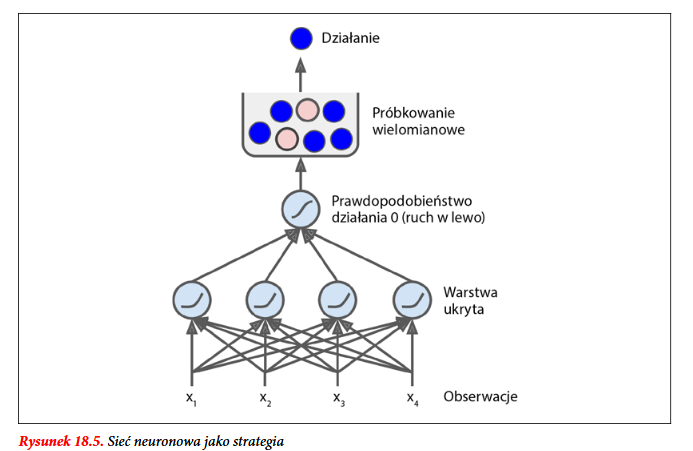 Działanie
Próbkowanie
wielomianowe
Prawdopodobieństwo
działania 0 (ruch w lewo)
Warstwa
ukryta
x₁ x₂ x₃ x₄ Obserwacje
Rysunek 18.5. Sieć neuronowa jako strategia